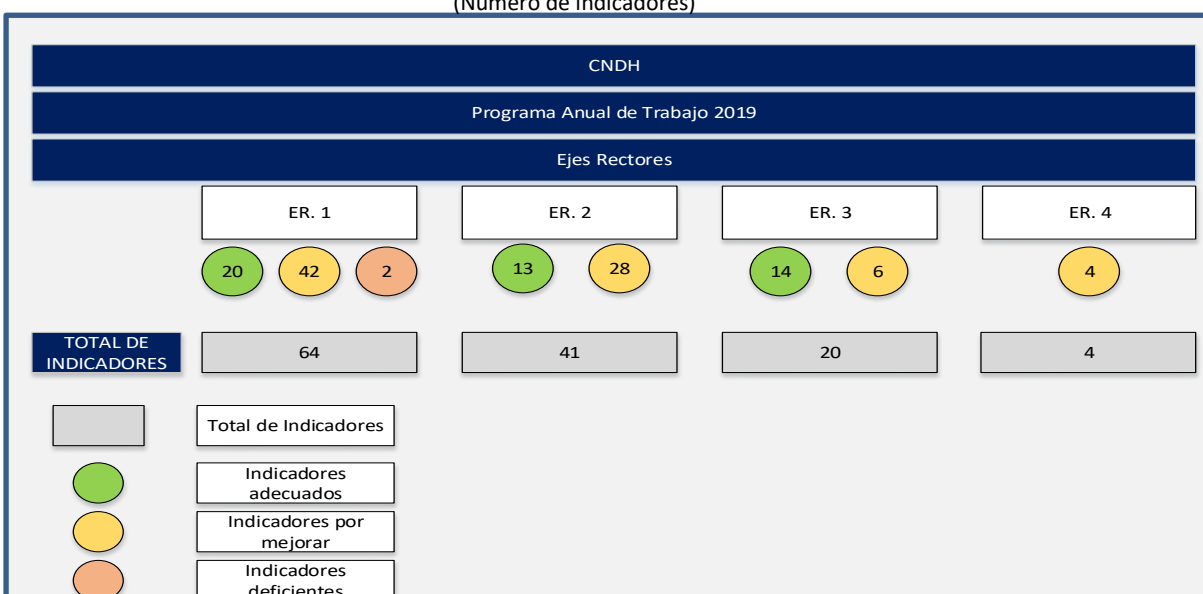 (Número de Indicadores)
CNDH
Programa Anual de Trabajo 2019
Ejes Rectores
ER. 1
ER. 2
ER. 3
ER. 4
20
42
2
13
28
14
6
4
TOTAL DE
INDICADORES
64
41
20
4
Total de Indicadores
Indicadores
adecuados
Indicadores por
mejorar
Indicadores
deficientes